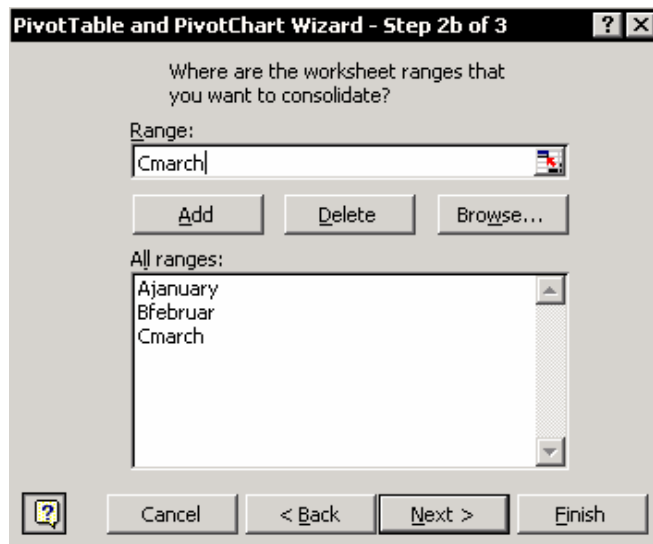 PivotTable and PivotChart Wizard - Step 2b of 3
Where are the worksheet ranges that
you want to consolidate?
Range:
Cmarch
Add Delete Browse...
All ranges:
Ajanuary
Bfebruar
Cmarch
Cancel < Back Next > Finish